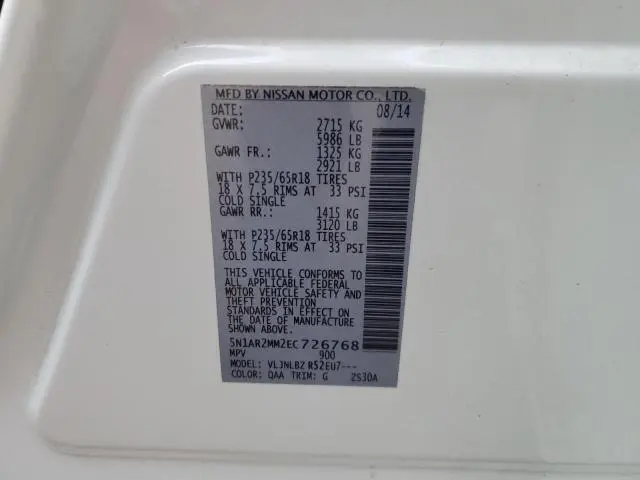 MFD BY NISSAN MOTOR CO., LTD.
DATE: 08/14
GVWR: 2715 KG
5986 LB
GAWR FR.: 1325 KG
2921 LB
WITH P235/65R18 TIRES
18 X 7.5 RIMS AT 33 PSI
COLD SINGLE
GAWR RR.: 1415 KG
3120 LB
WITH P235/65R18 TIRES
18 X 7.5 RIMS AT 33 PSI
COLD SINGLE
THIS VEHICLE CONFORMS TO
ALL APPLICABLE FEDERAL
MOTOR VEHICLE SAFETY AND
THEFT PREVENTION
STANDARDS IN EFFECT ON
THE DATE OF MANUFACTURE
SHOWN ABOVE.
5N1AR2MM2EC726768
MPV 900
MODEL: VLJNLBZ R52EU7---
COLOR: QAA TRIM: G 2S30A